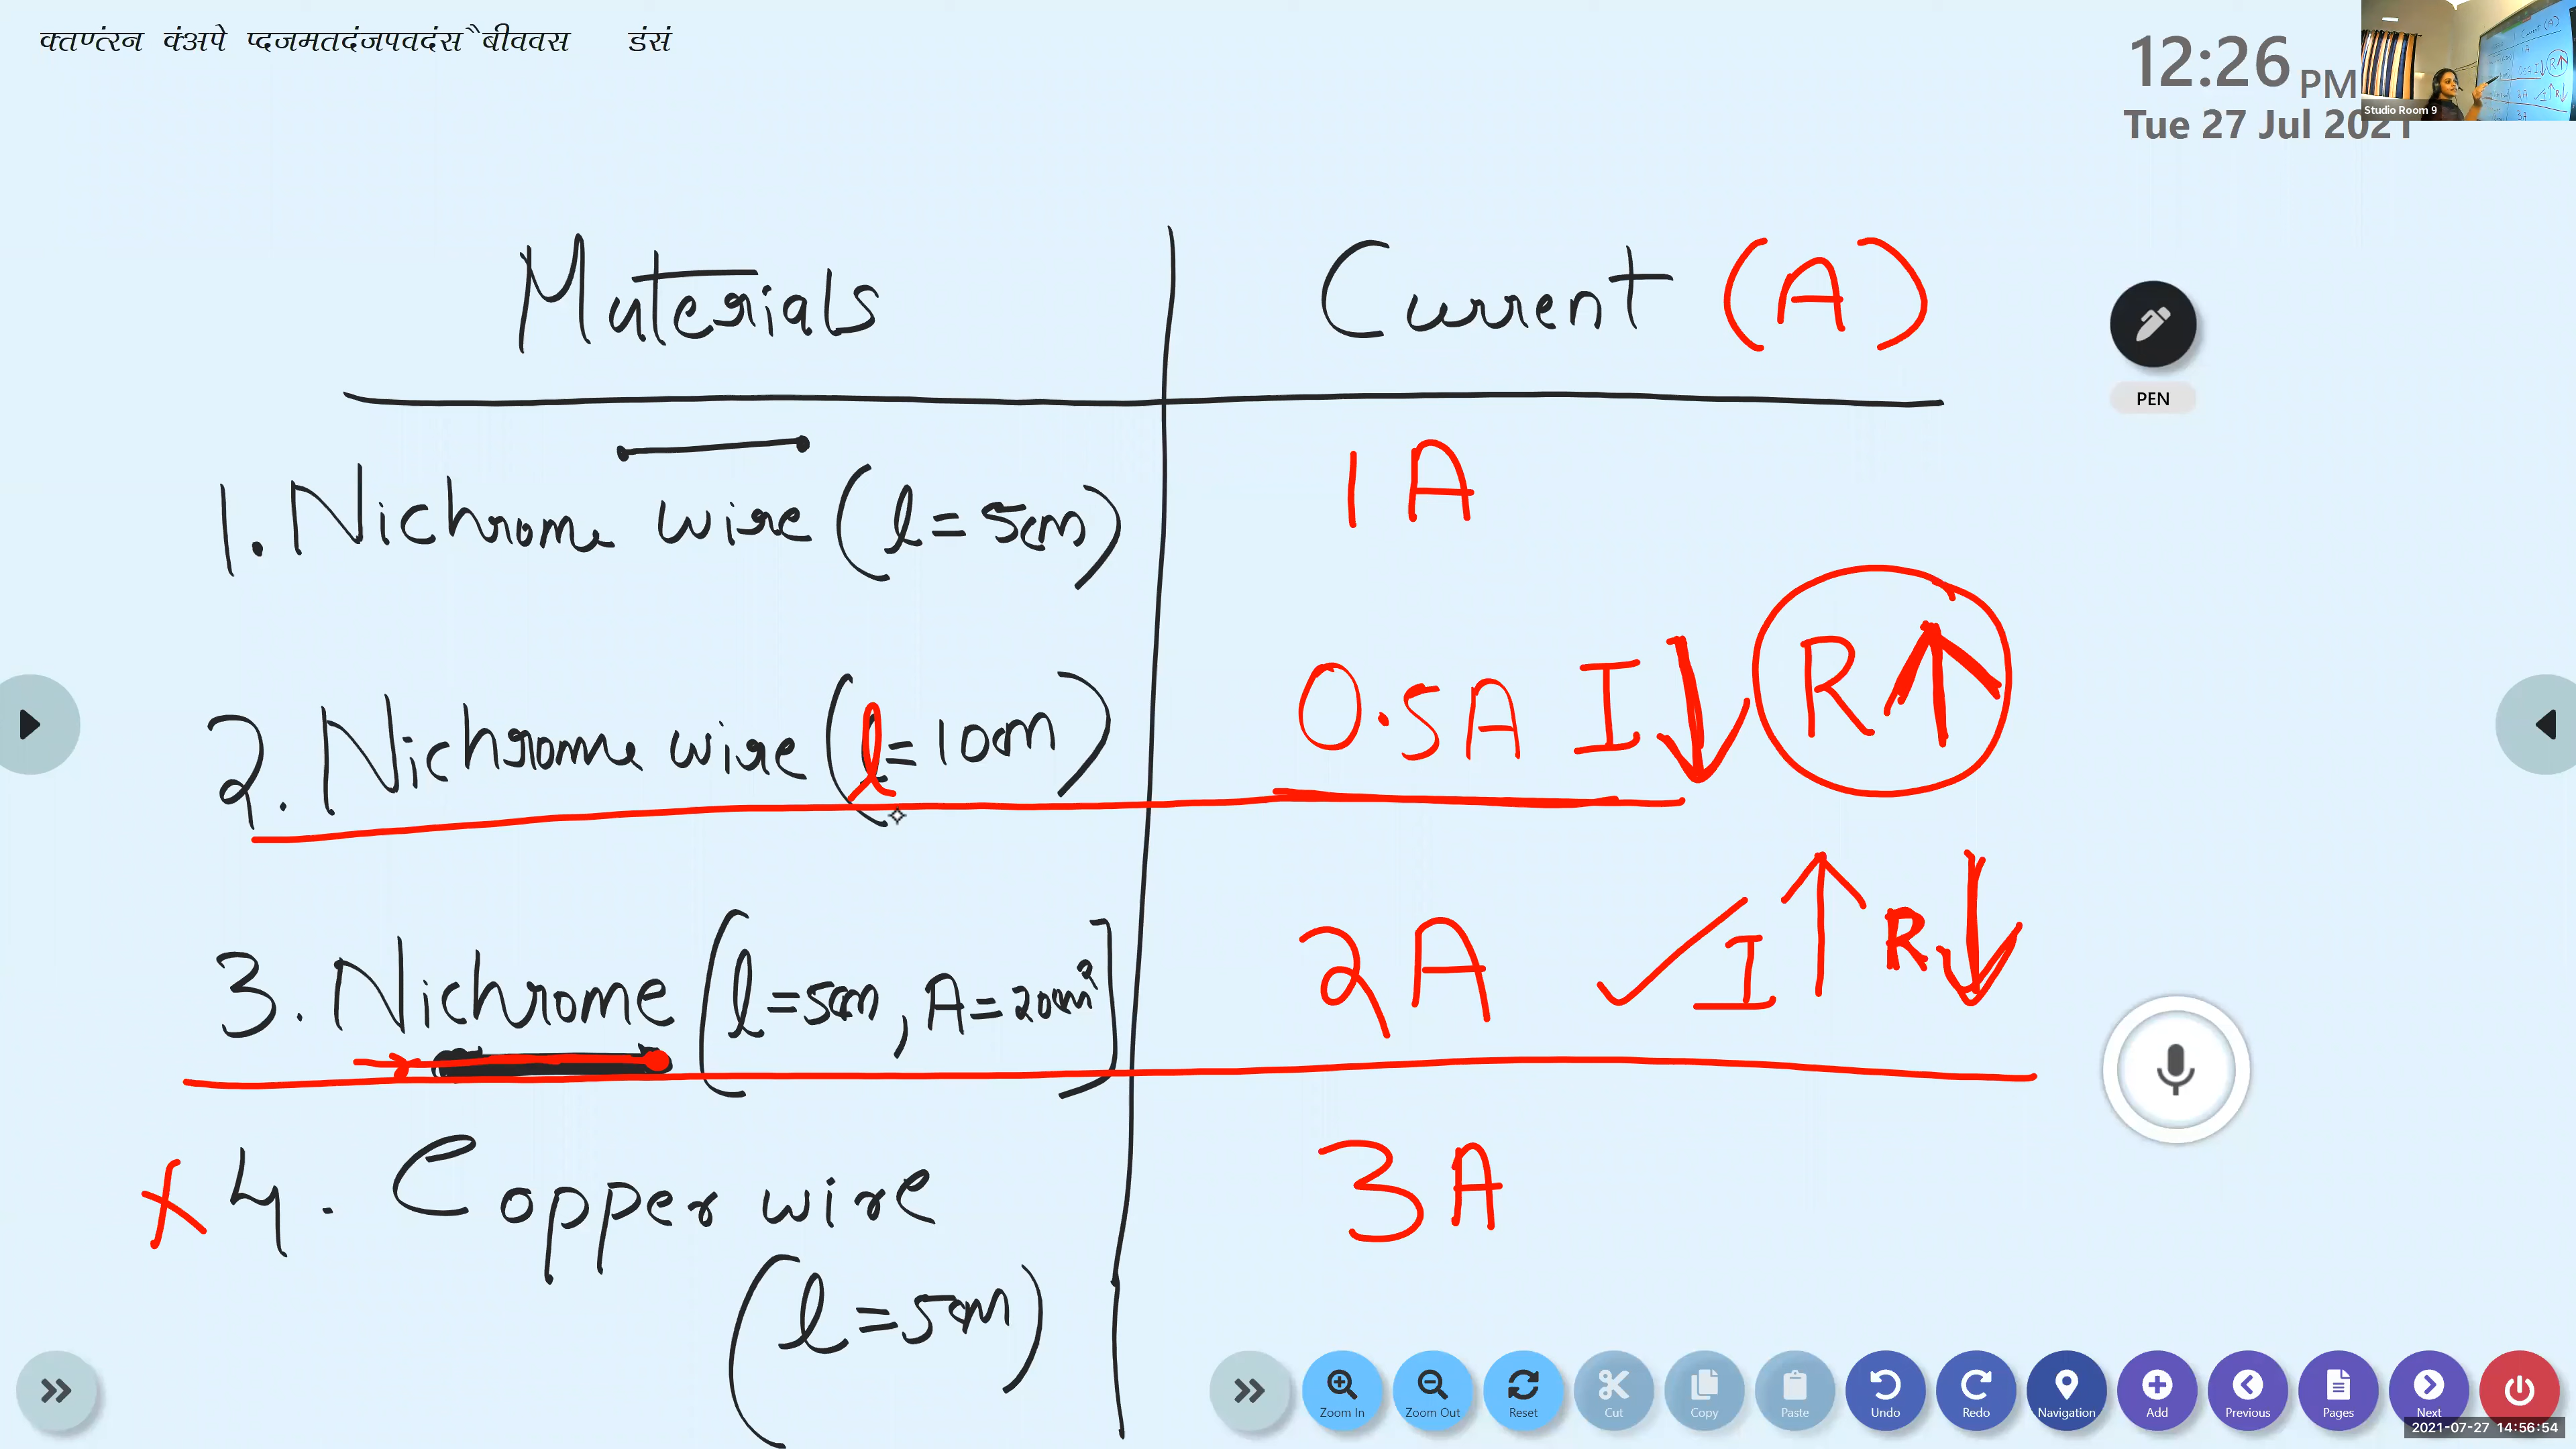 क्तण्तंरन कंअपे प्दजमतदंजपवदंस ैबीववस डंसं
12:26 PM
Tue 27 Jul 2021
Studio Room 9
Materials Current (A)
PEN
1. Nichrome wire (l = 5cm) 1 A
2. Nichrome wire (l = 10cm) 0.5A I↓ R↑
3. Nichrome (l = 5cm, A = 20cm²] 2 A ✓ I↑ R↓
x 4. Copper wire 3 A
(l = 5cm)
Zoom In Zoom Out Reset Cut Copy Paste Undo Redo Navigation Add Previous Pages Next
2021-07-27 14:56:54